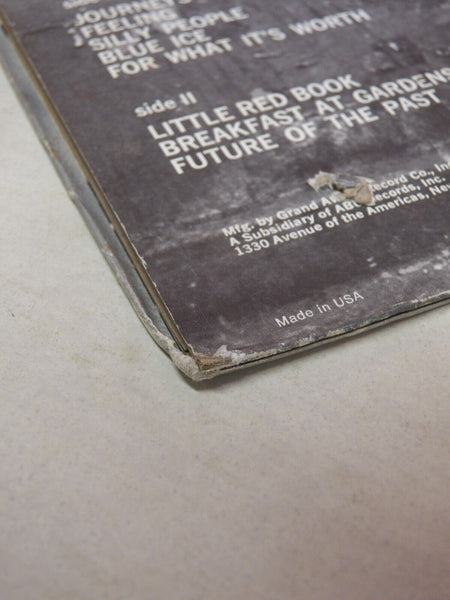 side
JOURNEY'S
FEELING
SILLY PEOPLE
BLUE ICE
FOR WHAT IT'S WORTH
side II
LITTLE RED BOOK
BREAKFAST AT GARDENS
FUTURE OF THE PAST
Mfg. by Grand Record Co., Inc
A Subsidiary of ABC Records, Inc.
1330 Avenue of the Americas, New
Made in USA